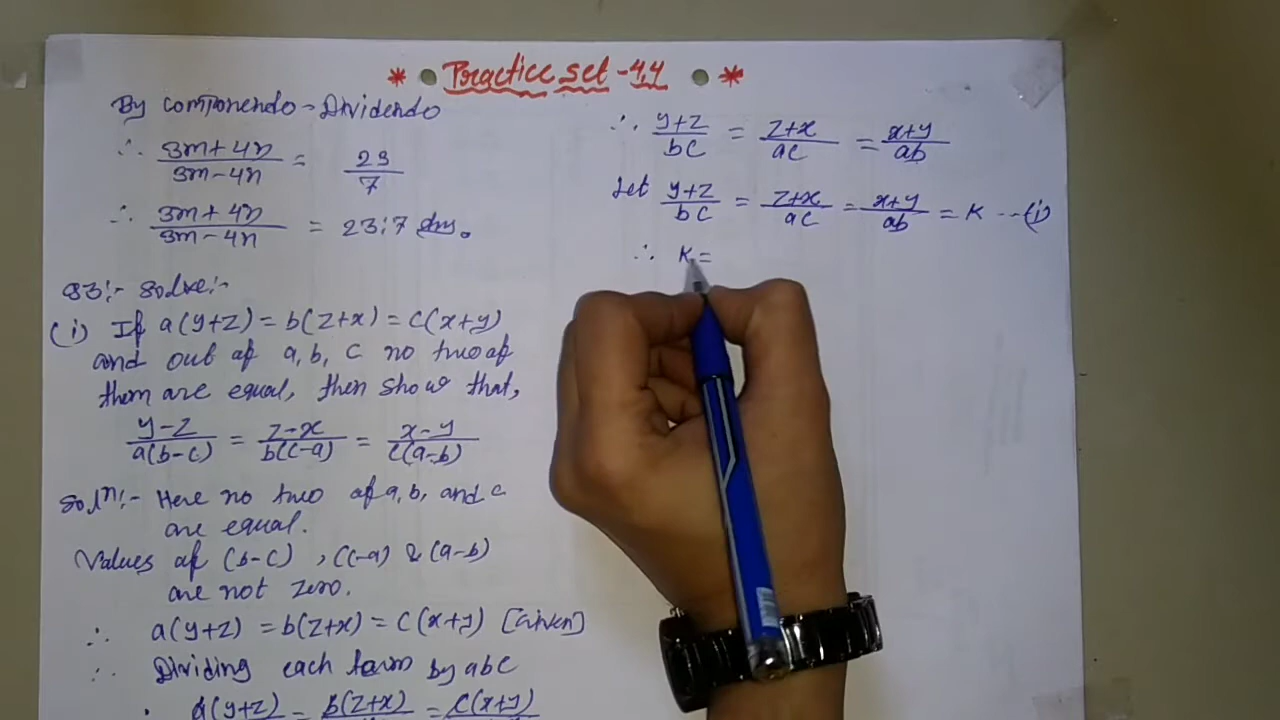 * Practice set - 4.4 *
By Componendo - Dividendo
∴ 3m+4n / 3m-4n = 23 / 7
∴ 3m+4n / 3m-4n = 23:7
Q3:- Solve:-
(i) If a(y+z) = b(z+x) = c(x+y)
and out of a, b, c no two of
them are equal, then show that,
y-z / a(b-c) = z-x / b(c-a) = x-y / c(a-b)
Solⁿ:- Here no two of a, b, and c
are equal.
Values of (b-c), (c-a) & (a-b)
are not zero.
∴ a(y+z) = b(z+x) = c(x+y) [Given]
∴ Dividing each term by abc
a(y+z) = b(z+x) = c(x+y)
∴ y+z / bc = z+x / ac = x+y / ab
Let y+z / bc = z+x / ac = x+y / ab = K --- (i)
∴ K =